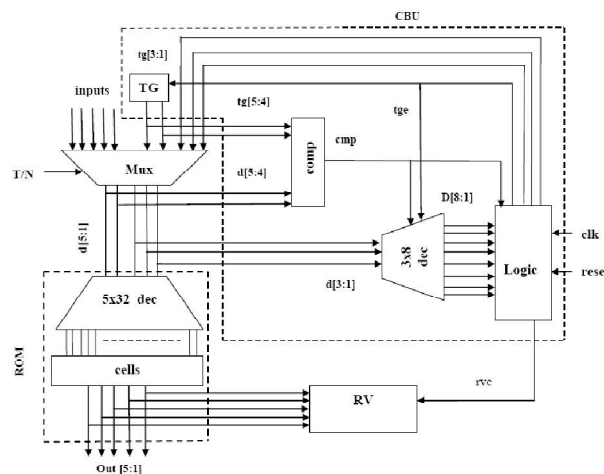 CBU
tg[3:1]
TG
inputs
tg[5:4]
tge
comp
cmp
Mux
T/N
d[5:4]
D[8:1]
d[5:1]
3x8 dec
Logic
clk
rese
d[3:1]
5x32 dec
ROM
cells
RV
rvc
Out [5:1]